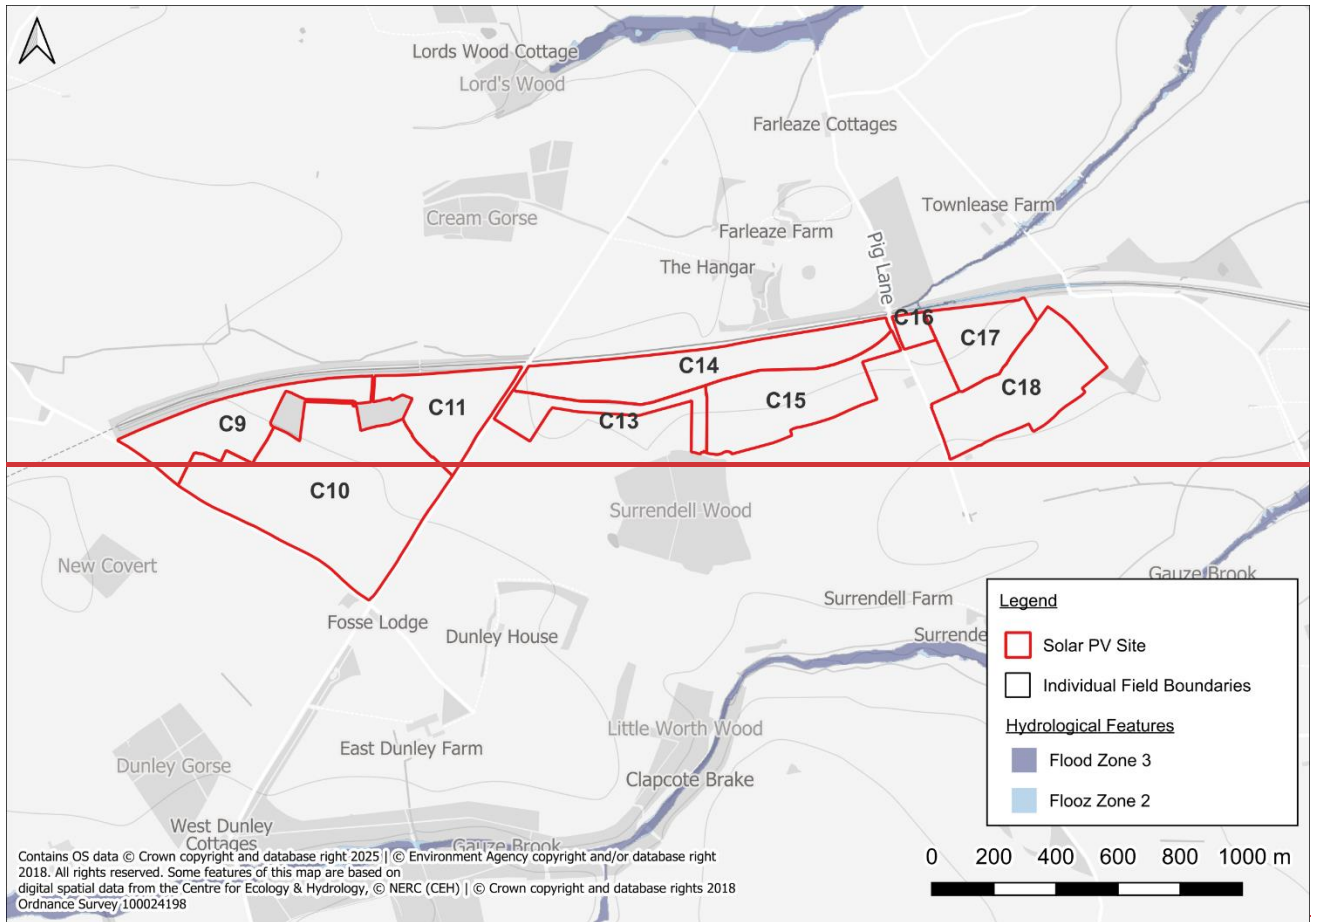 Lords Wood Cottage
Lord's Wood
Farleaze Cottages
Townlease Farm
Cream Gorse
Farleaze Farm
Pig Lane
The Hangar
C16
C17
C14
C18
C15
C11
C13
C9
C10
Surrendell Wood
New Covert
Gauze Brook
Surrendell Farm
Fosse Lodge
Dunley House
Surrende
Little Worth Wood
East Dunley Farm
Dunley Gorse
Clapcote Brake
West Dunley
Cottages
Gauze Brook
Legend
Solar PV Site
Individual Field Boundaries
Hydrological Features
Flood Zone 3
Flooz Zone 2
0 200 400 600 800 1000 m
Contains OS data © Crown copyright and database right 2025 | © Environment Agency copyright and/or database right
2018. All rights reserved. Some features of this map are based on
digital spatial data from the Centre for Ecology & Hydrology, © NERC (CEH) | © Crown copyright and database rights 2018
Ordnance Survey 100024198